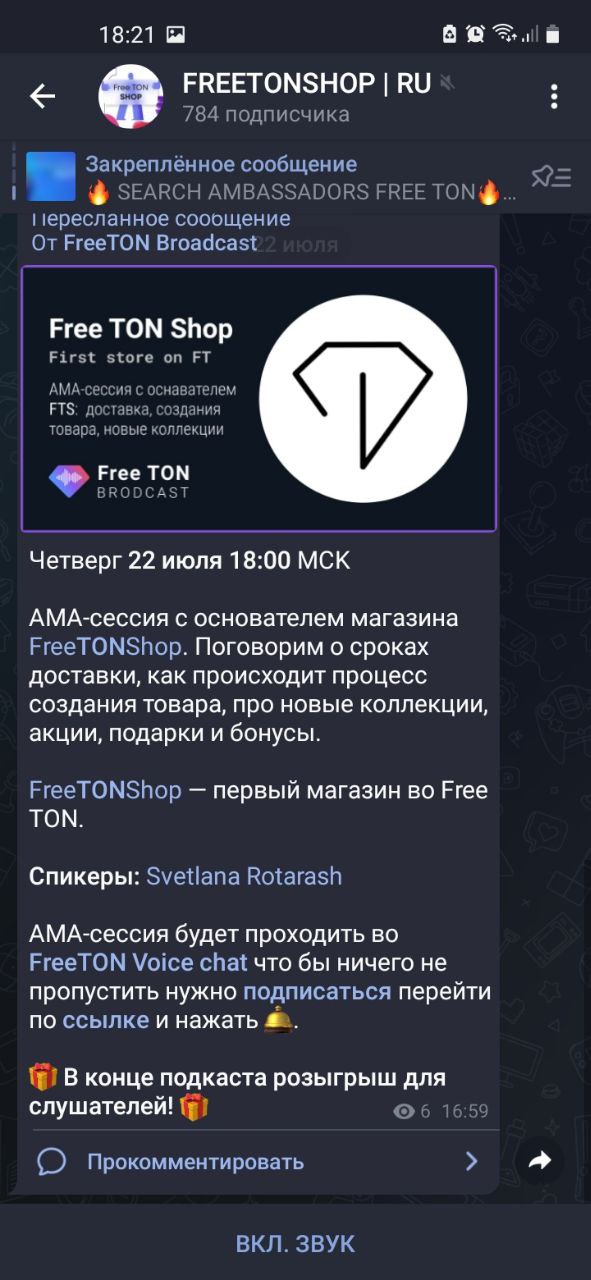 18:21
FREETONSHOP | RU
784 подписчика
Free TON
SHOP
Закреплённое сообщение
🔥 SEARCH AMBASSADORS FREE TON🔥...
Пересланное сообщение
От FreeTON Broadcast
22 июля
Free TON Shop
First store on FT
АМА-сессия с оснавателем
FTS: доставка, создания
товара, новые коллекции
Free TON
BRODCAST
Четверг 22 июля 18:00 МСК
АМА-сессия с основателем магазина
FreeTONShop. Поговорим о сроках
доставки, как происходит процесс
создания товара, про новые коллекции,
акции, подарки и бонусы.
FreeTONShop — первый магазин во Free
TON.
Спикеры: Svetlana Rotarash
АМА-сессия будет проходить во
FreeTON Voice chat что бы ничего не
пропустить нужно подписаться перейти
по ссылке и нажать 🛎.
🎁 В конце подкаста розыгрыш для
слушателей! 🎁
6 16:59
Прокомментировать
ВКЛ. ЗВУК